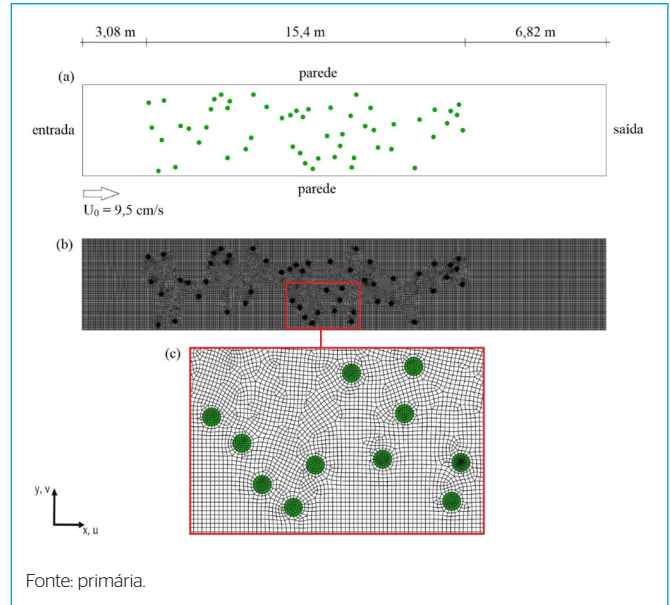 3,08 m 15,4 m 6,82 m
(a) parede
entrada saída
parede
U₀ = 9,5 cm/s
(b)
(c)
y, v
x, u
Fonte: primária.